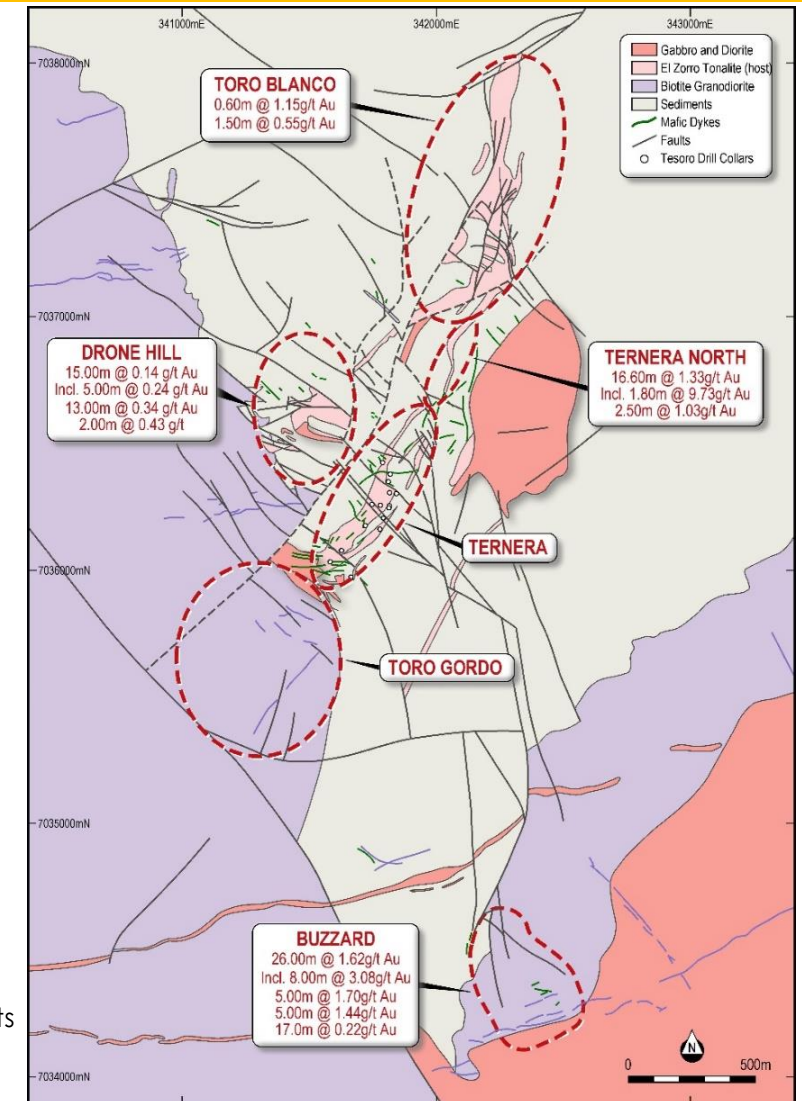 341000mE
342000mE
343000mE
7038000mN
Gabbro and Diorite
El Zorro Tonalite (host)
Biotite Granodiorite
Sediments
Mafic Dykes
Faults
Tesoro Drill Collars
TORO BLANCO
0.60m @ 1.15g/t Au
1.50m @ 0.55g/t Au
7037000mN
DRONE HILL
15.00m @ 0.14 g/t Au
Incl. 5.00m @ 0.24 g/t Au
13.00m @ 0.34 g/t Au
2.00m @ 0.43 g/t
TERNERA NORTH
16.60m @ 1.33g/t Au
Incl. 1.80m @ 9.73g/t Au
2.50m @ 1.03g/t Au
TERNERA
7036000mN
TORO GORDO
7035000mN
BUZZARD
26.00m @ 1.62g/t Au
Incl. 8.00m @ 3.08g/t Au
5.00m @ 1.70g/t Au
5.00m @ 1.44g/t Au
17.0m @ 0.22g/t Au
ts
N
0 500m
7034000mN